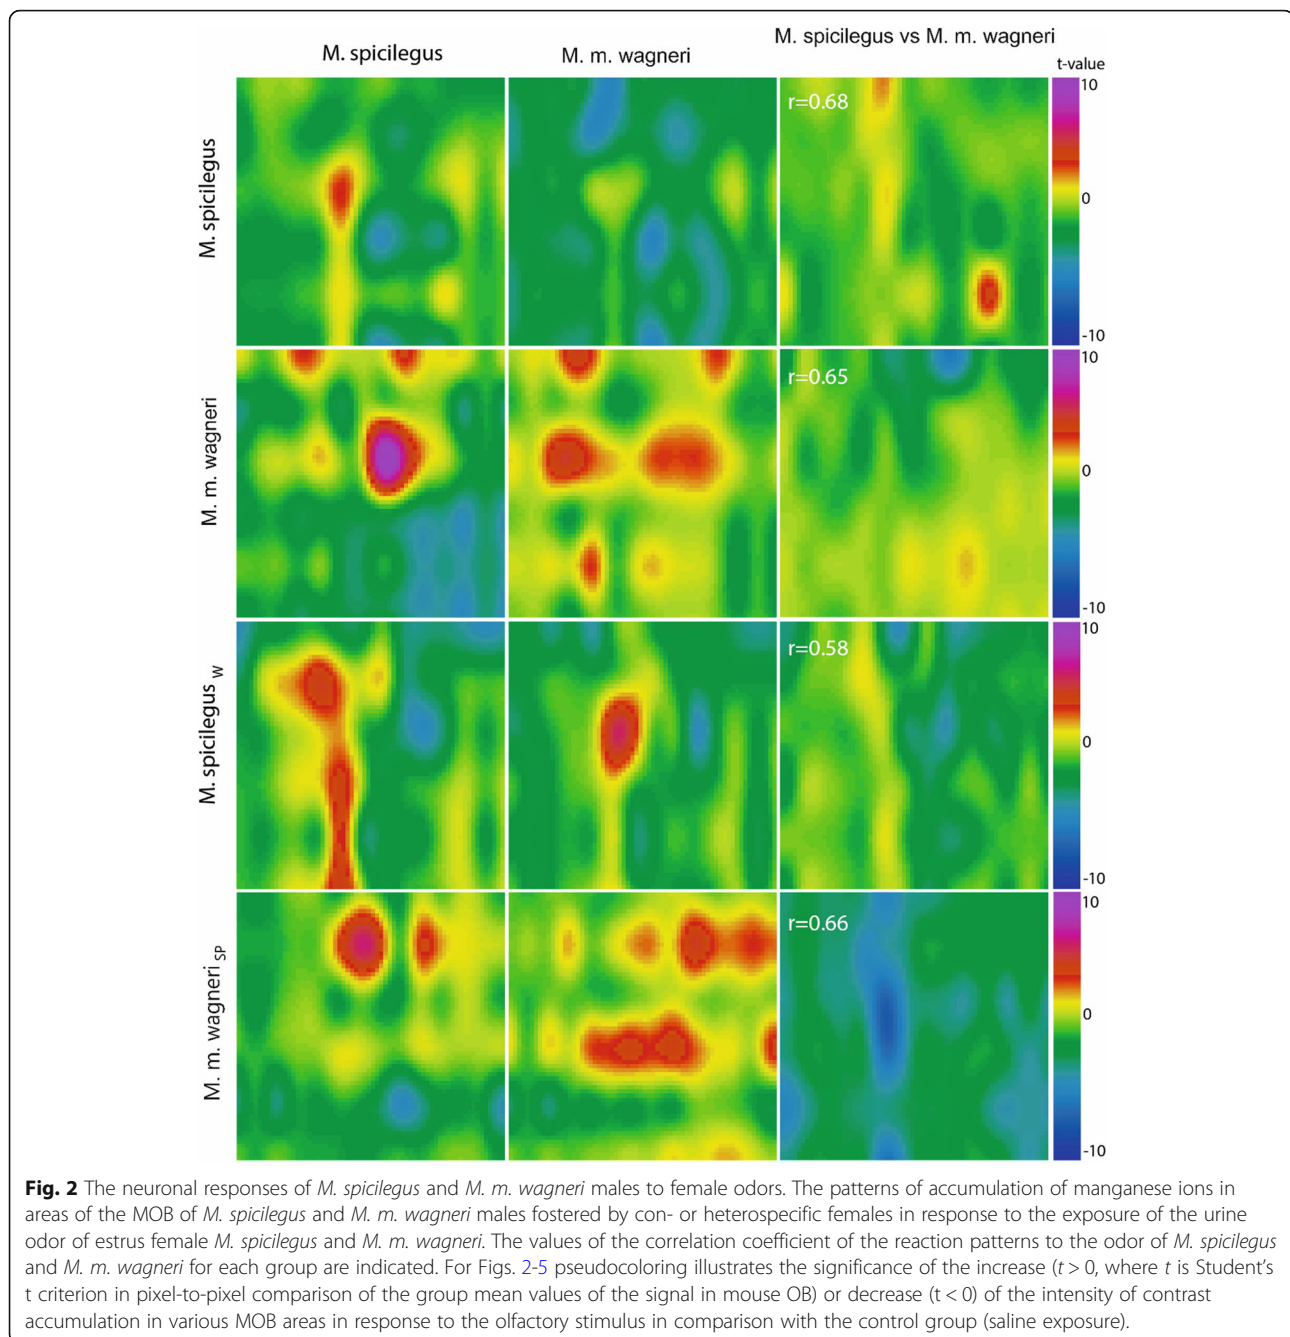 M. spicilegus
M. m. wagneri
M. spicilegus vs M. m. wagneri
t-value
M. spicilegus
r=0.68
10
0
-10
M. m. wagneri
r=0.65
10
0
-10
M. spicilegus W
r=0.58
10
0
-10
M. m. wagneri SP
r=0.66
10
0
-10
Fig. 2 The neuronal responses of M. spicilegus and M. m. wagneri males to female odors. The patterns of accumulation of manganese ions in
areas of the MOB of M. spicilegus and M. m. wagneri males fostered by con- or heterospecific females in response to the exposure of the urine
odor of estrus female M. spicilegus and M. m. wagneri. The values of the correlation coefficient of the reaction patterns to the odor of M. spicilegus
and M. m. wagneri for each group are indicated. For Figs. 2-5 pseudocoloring illustrates the significance of the increase (t > 0, where t is Student's
t criterion in pixel-to-pixel comparison of the group mean values of the signal in mouse OB) or decrease (t < 0) of the intensity of contrast
accumulation in various MOB areas in response to the olfactory stimulus in comparison with the control group (saline exposure).